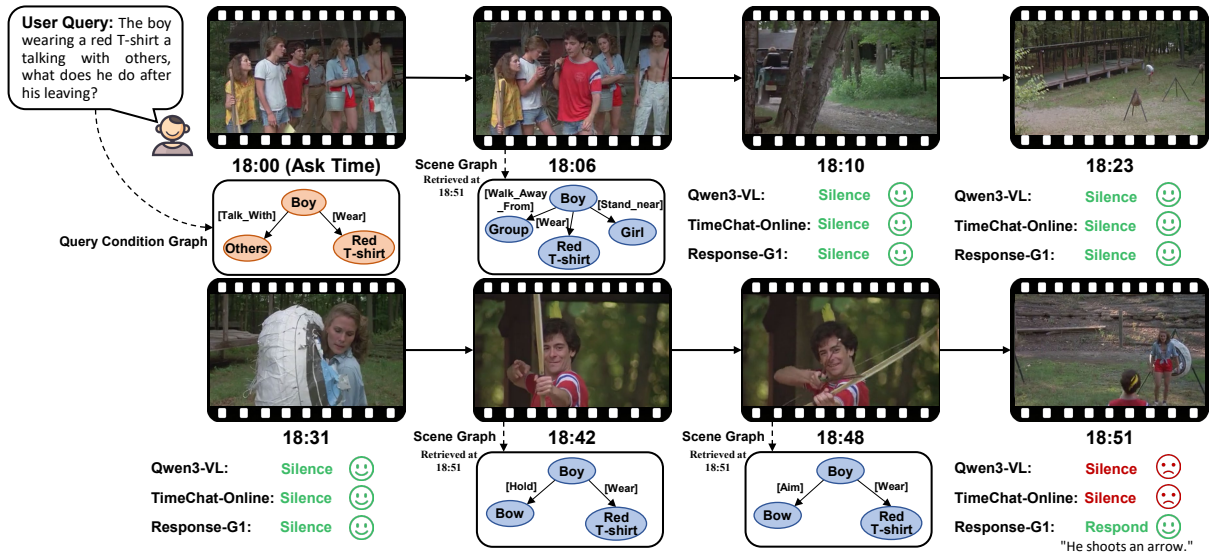 User Query: The boy
wearing a red T-shirt a
talking with others,
what does he do after
his leaving?
18:00 (Ask Time)
Scene Graph
Retrieved at
18:51
18:06
18:10
18:23
Query Condition Graph
Boy
[Talk_With]
[Wear]
Others
Red
T-shirt
[Walk_Away
_From]
Boy
[Stand_near]
Group
[Wear]
Girl
Red
T-shirt
Qwen3-VL: Silence
TimeChat-Online: Silence
Response-G1: Silence
Qwen3-VL: Silence
TimeChat-Online: Silence
Response-G1: Silence
18:31
Scene Graph
Retrieved at
18:51
18:42
Scene Graph
Retrieved at
18:51
18:48
18:51
Qwen3-VL: Silence
TimeChat-Online: Silence
Response-G1: Silence
Boy
[Hold]
[Wear]
Bow
Red
T-shirt
Boy
[Aim]
[Wear]
Bow
Red
T-shirt
Qwen3-VL: Silence
TimeChat-Online: Silence
Response-G1: Respond
"He shoots an arrow."